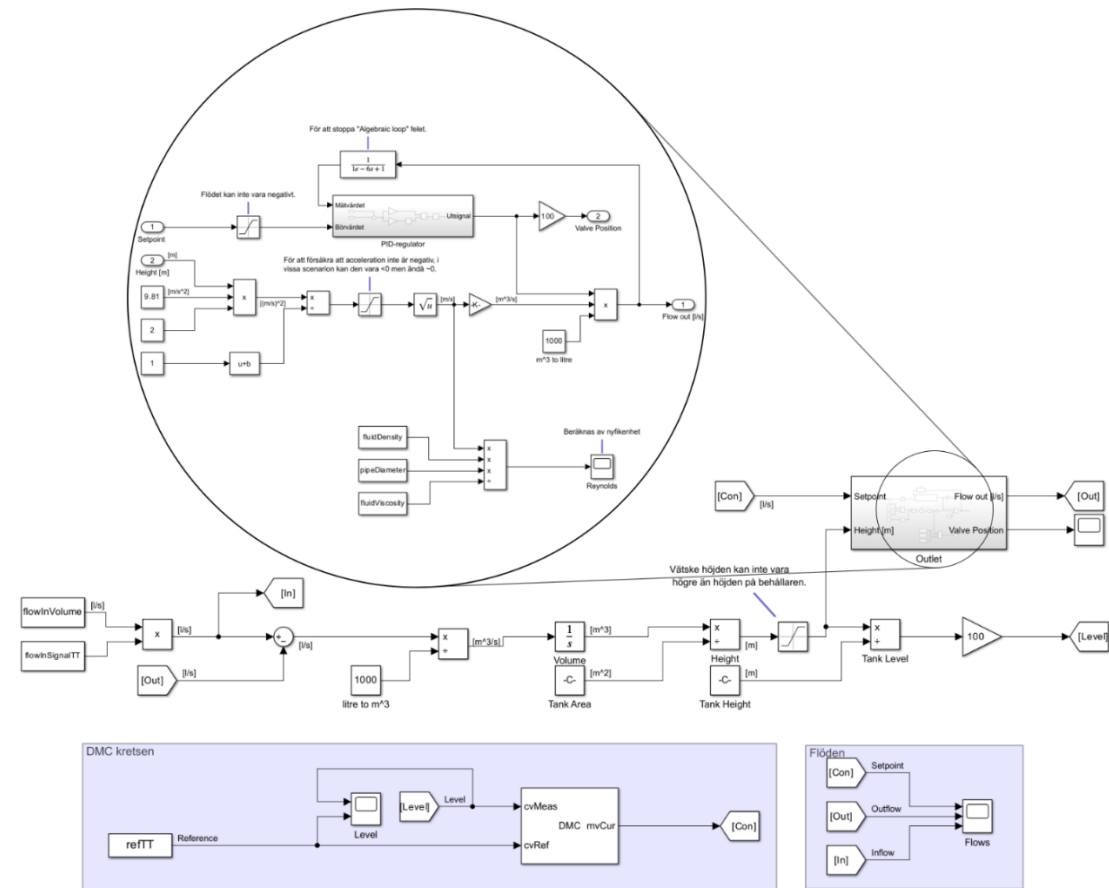 För att stoppa "Algebraic loop" felet.
1
1e − 6s + 1
Flödet kan inte vara negativt.
Mätvärdet
Börvärdet
Utsignal
PID-regulator
100
2
Valve Position
1
Setpoint
För att försäkra att acceleration inte är negativ, i
vissa scenarion kan den vara <0 men ändå ~0.
2
Height [m]
[m]
9.81
[m/s^2]
x
[(m/s)^2]
x
÷
√u
[m/s]
-K-
[m^3/s]
x
1
Flow out [l/s]
2
1
u+b
1000
m^3 to litre
fluidDensity
pipeDiameter
fluidViscosity
x
x
x
÷
Beräknas av nyfikenhet
Reynolds
[Con]
[l/s]
Setpoint
Height [m]
Flow out [l/s]
Valve Position
Outlet
[Out]
Vätske höjden kan inte vara
högre än höjden på behållaren.
[In]
flowInVolume
[l/s]
flowInSignalTT
x
[l/s]
[Out]
[l/s]
+
−
[l/s]
1000
litre to m^3
x
÷
[m^3/s]
1
s
Volume
[m^3]
-C-
Tank Area
[m^2]
x
÷
Height
[m]
-C-
Tank Height
[m]
x
÷
Tank Level
100
[Level]
DMC kretsen
refTT
Reference
Level
[Level]
Level
cvMeas
cvRef
DMC
mvCur
[Con]
Flöden
[Con]
Setpoint
[Out]
Outflow
[In]
Inflow
Flows